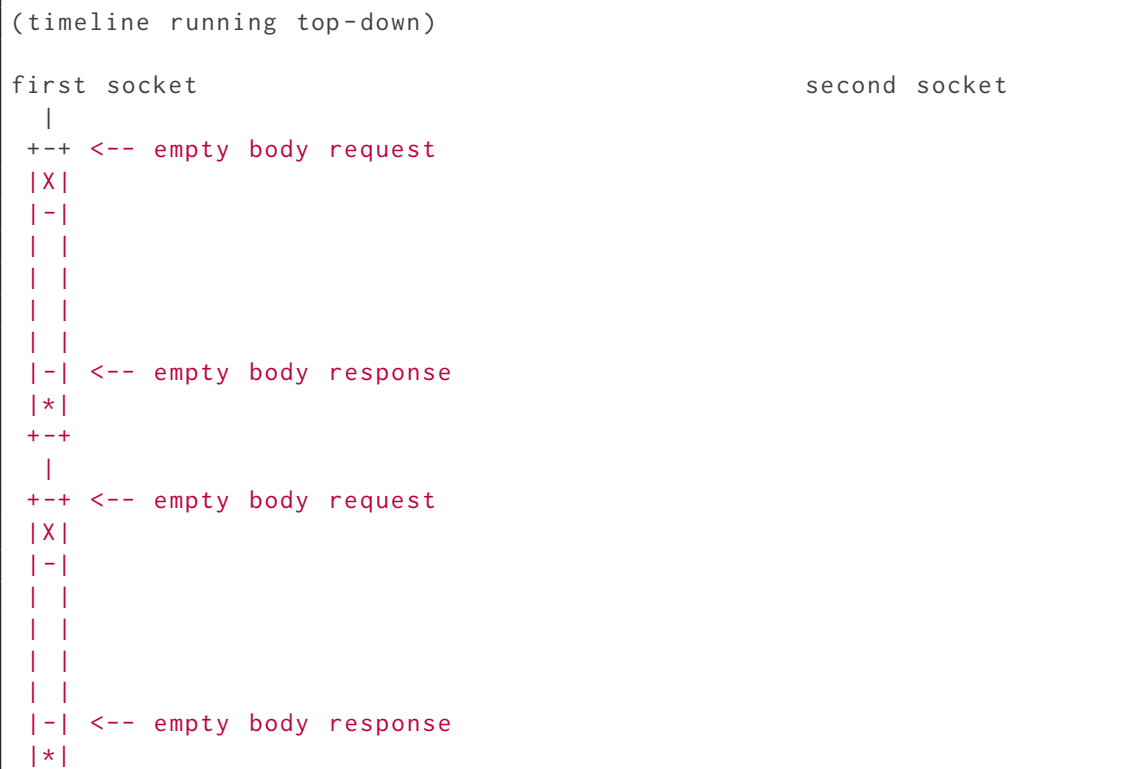 (timeline running top-down)
first socket                                      second socket
  |
 +-+ <-- empty body request
 |X|
 |-|
 | |
 | |
 | |
 | |
 |-| <-- empty body response
 |*|
 +-+
  |
 +-+ <-- empty body request
 |X|
 |-|
 | |
 | |
 | |
 | |
 |-| <-- empty body response
 |*|